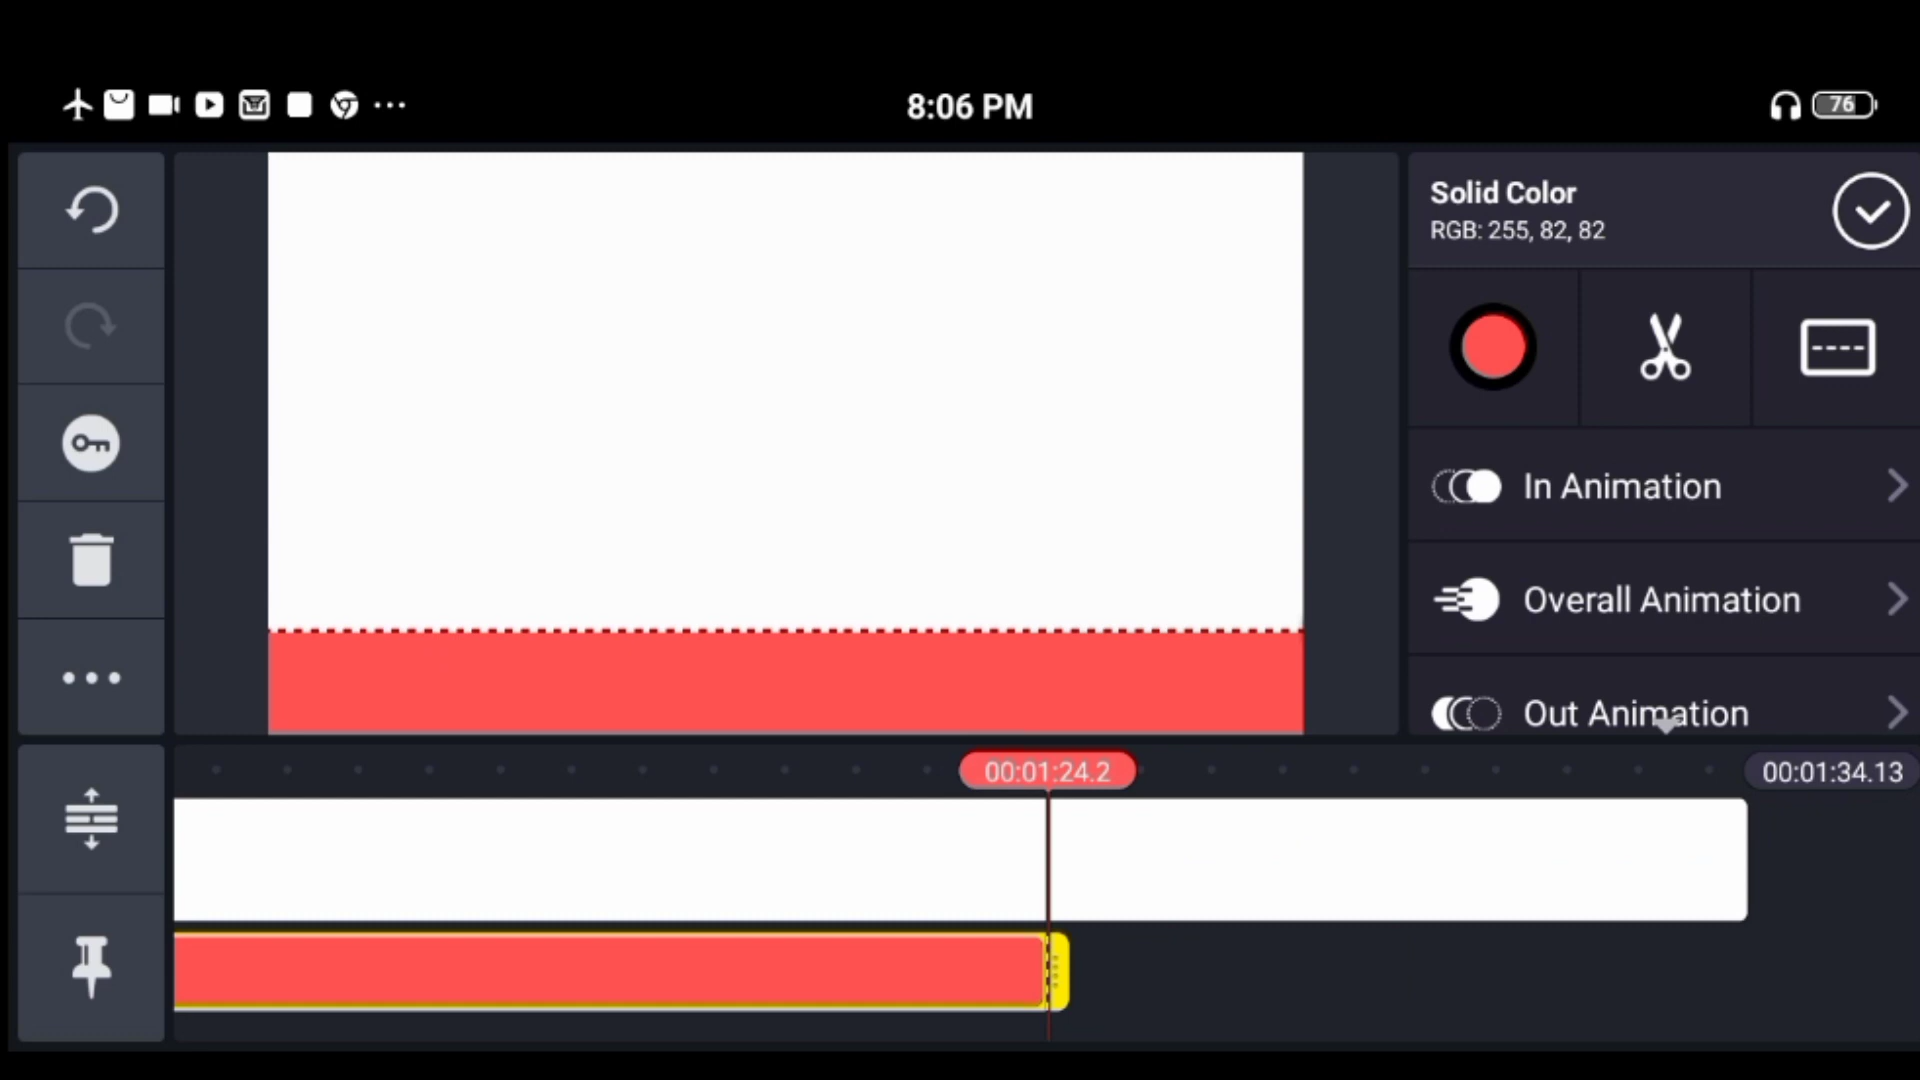 8:06 PM
76
Solid Color
RGB: 255, 82, 82
In Animation
Overall Animation
Out Animation
00:01:24.2
00:01:34.13